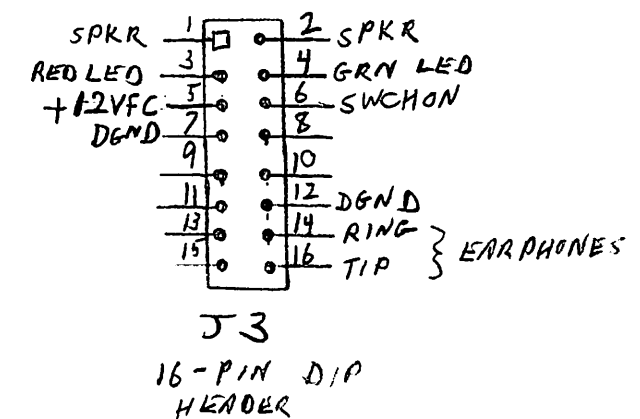 SPKR 1 2 SPKR
RED LED 3 4 GRN LED
+12VFC 5 6 SWCHON
DGND 7 8
9 10
11 12 DGND
13 14 RING
15 16 TIP
EARPHONES
J3
16-PIN DIP
HEADER